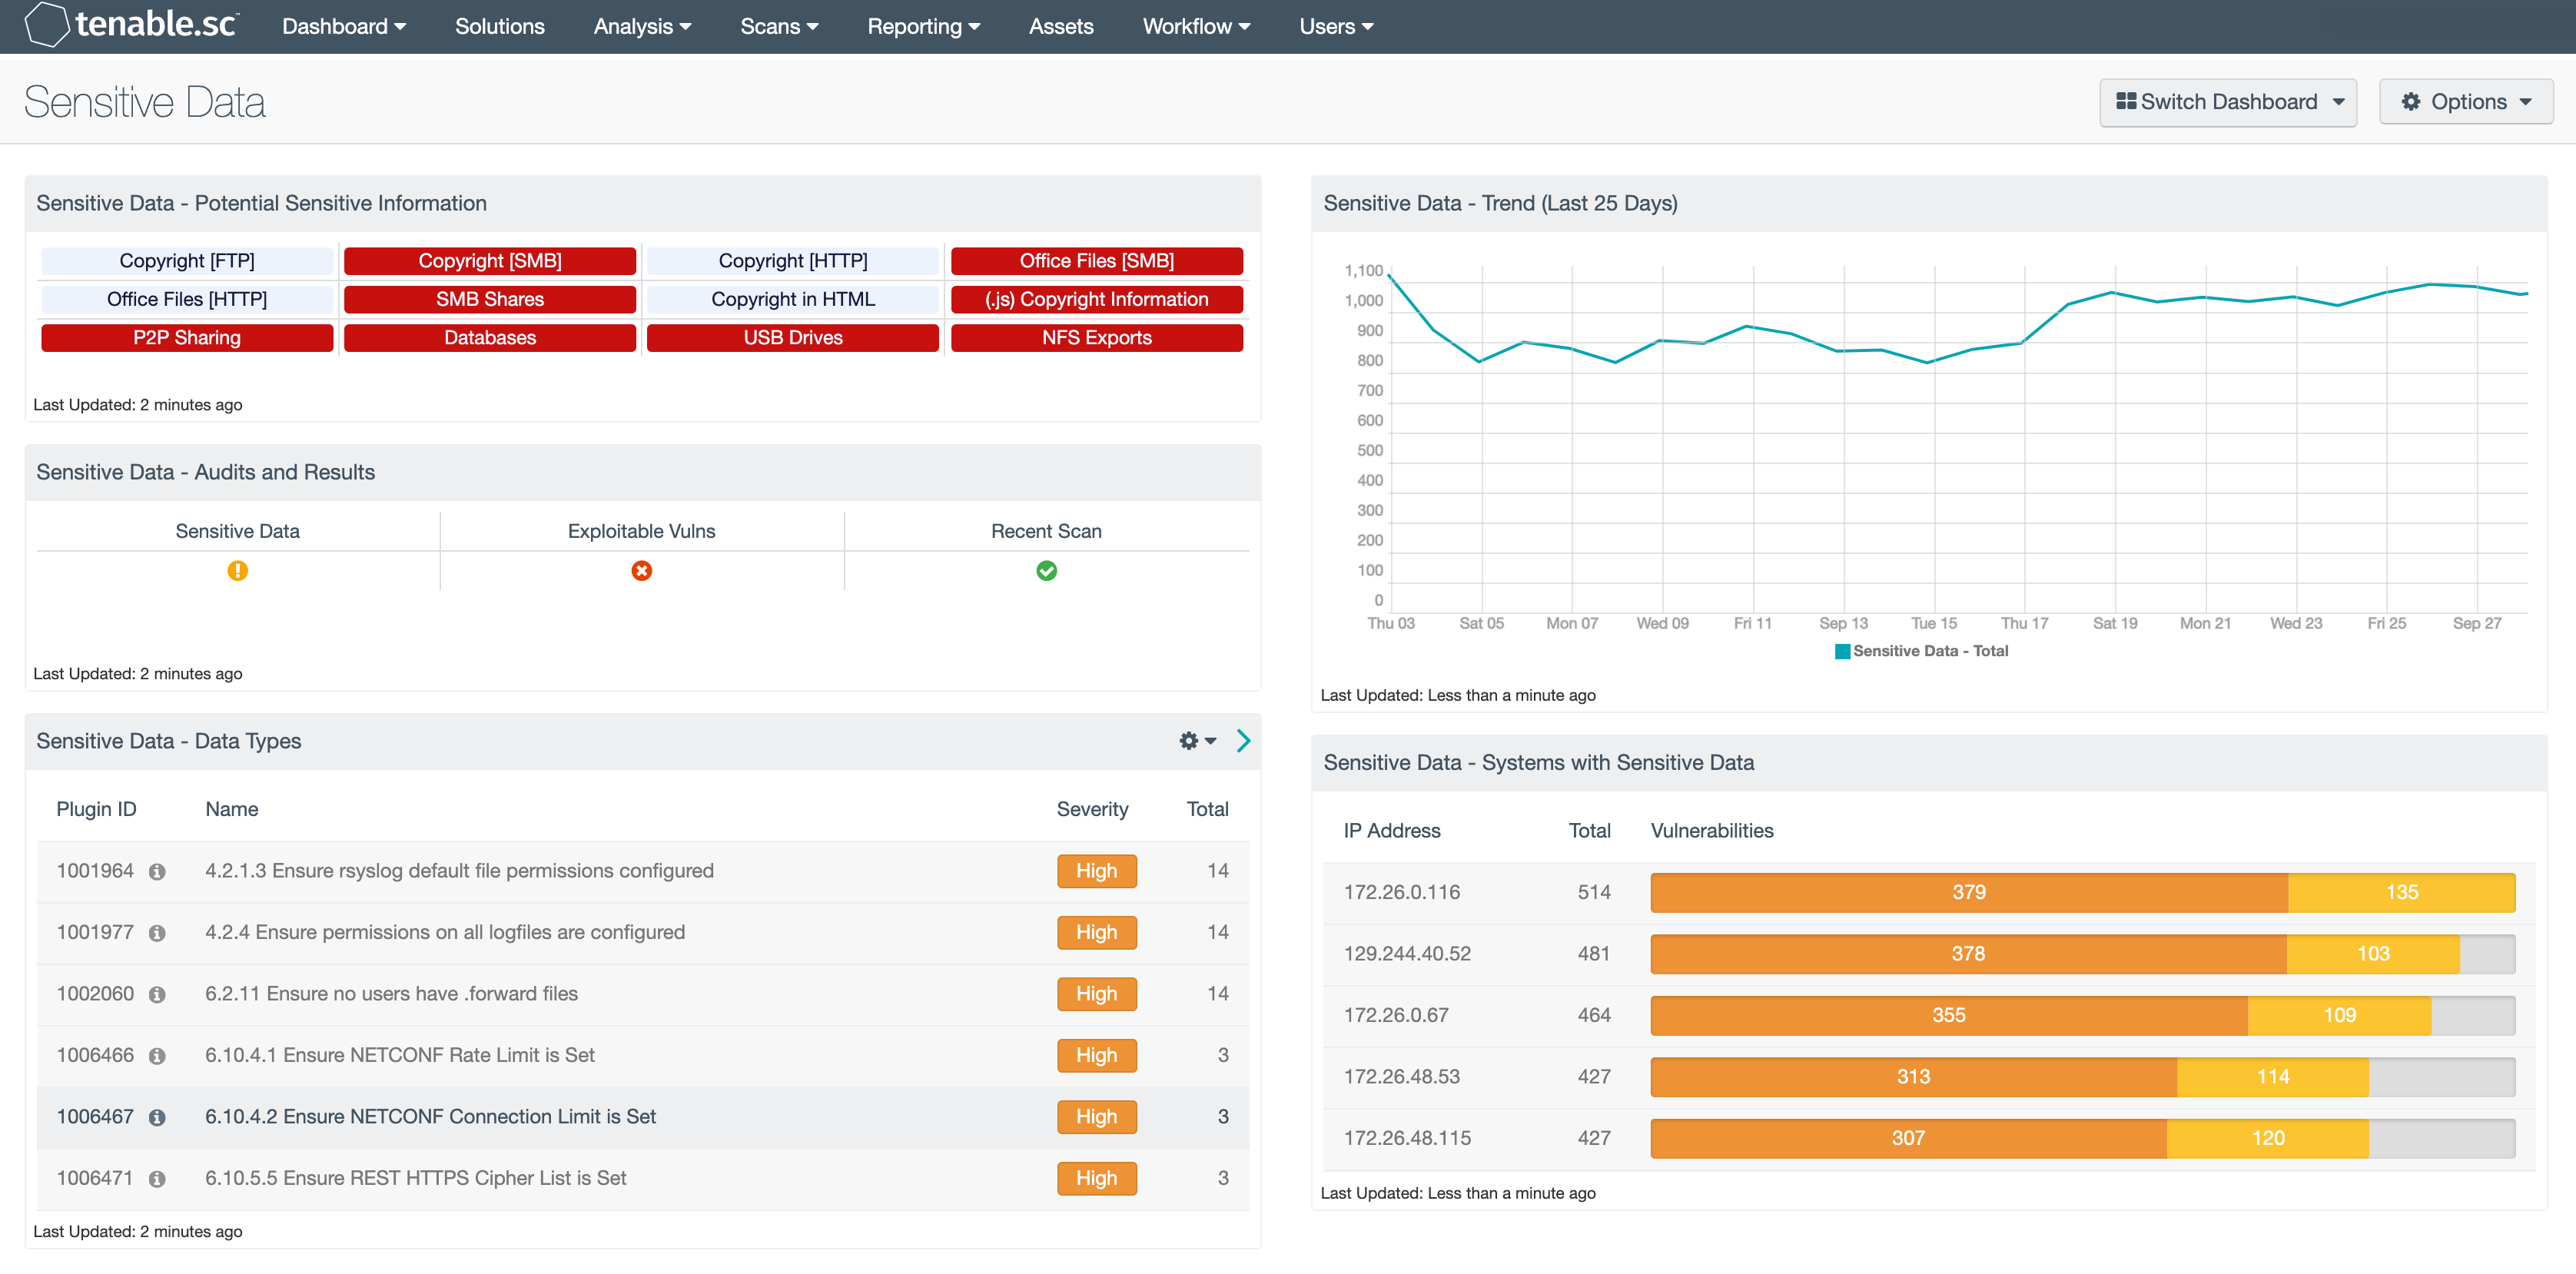 tenable.sc
Dashboard Solutions Analysis Scans Reporting Assets Workflow Users
Sensitive Data
Switch Dashboard Options
Sensitive Data - Potential Sensitive Information
Copyright [FTP] Copyright [SMB] Copyright [HTTP] Office Files [SMB]
Office Files [HTTP] SMB Shares Copyright in HTML (.js) Copyright Information
P2P Sharing Databases USB Drives NFS Exports
Last Updated: 2 minutes ago
Sensitive Data - Audits and Results
Sensitive Data Exploitable Vulns Recent Scan
Last Updated: 2 minutes ago
Sensitive Data - Data Types
Plugin ID Name Severity Total
1001964 4.2.1.3 Ensure rsyslog default file permissions configured High 14
1001977 4.2.4 Ensure permissions on all logfiles are configured High 14
1002060 6.2.11 Ensure no users have .forward files High 14
1006466 6.10.4.1 Ensure NETCONF Rate Limit is Set High 3
1006467 6.10.4.2 Ensure NETCONF Connection Limit is Set High 3
1006471 6.10.5.5 Ensure REST HTTPS Cipher List is Set High 3
Last Updated: 2 minutes ago
Sensitive Data - Trend (Last 25 Days)
1,100
1,000
900
800
700
600
500
400
300
200
100
0
Thu 03 Sat 05 Mon 07 Wed 09 Fri 11 Sep 13 Tue 15 Thu 17 Sat 19 Mon 21 Wed 23 Fri 25 Sep 27
Sensitive Data - Total
Last Updated: Less than a minute ago
Sensitive Data - Systems with Sensitive Data
IP Address Total Vulnerabilities
172.26.0.116 514 379 135
129.244.40.52 481 378 103
172.26.0.67 464 355 109
172.26.48.53 427 313 114
172.26.48.115 427 307 120
Last Updated: Less than a minute ago